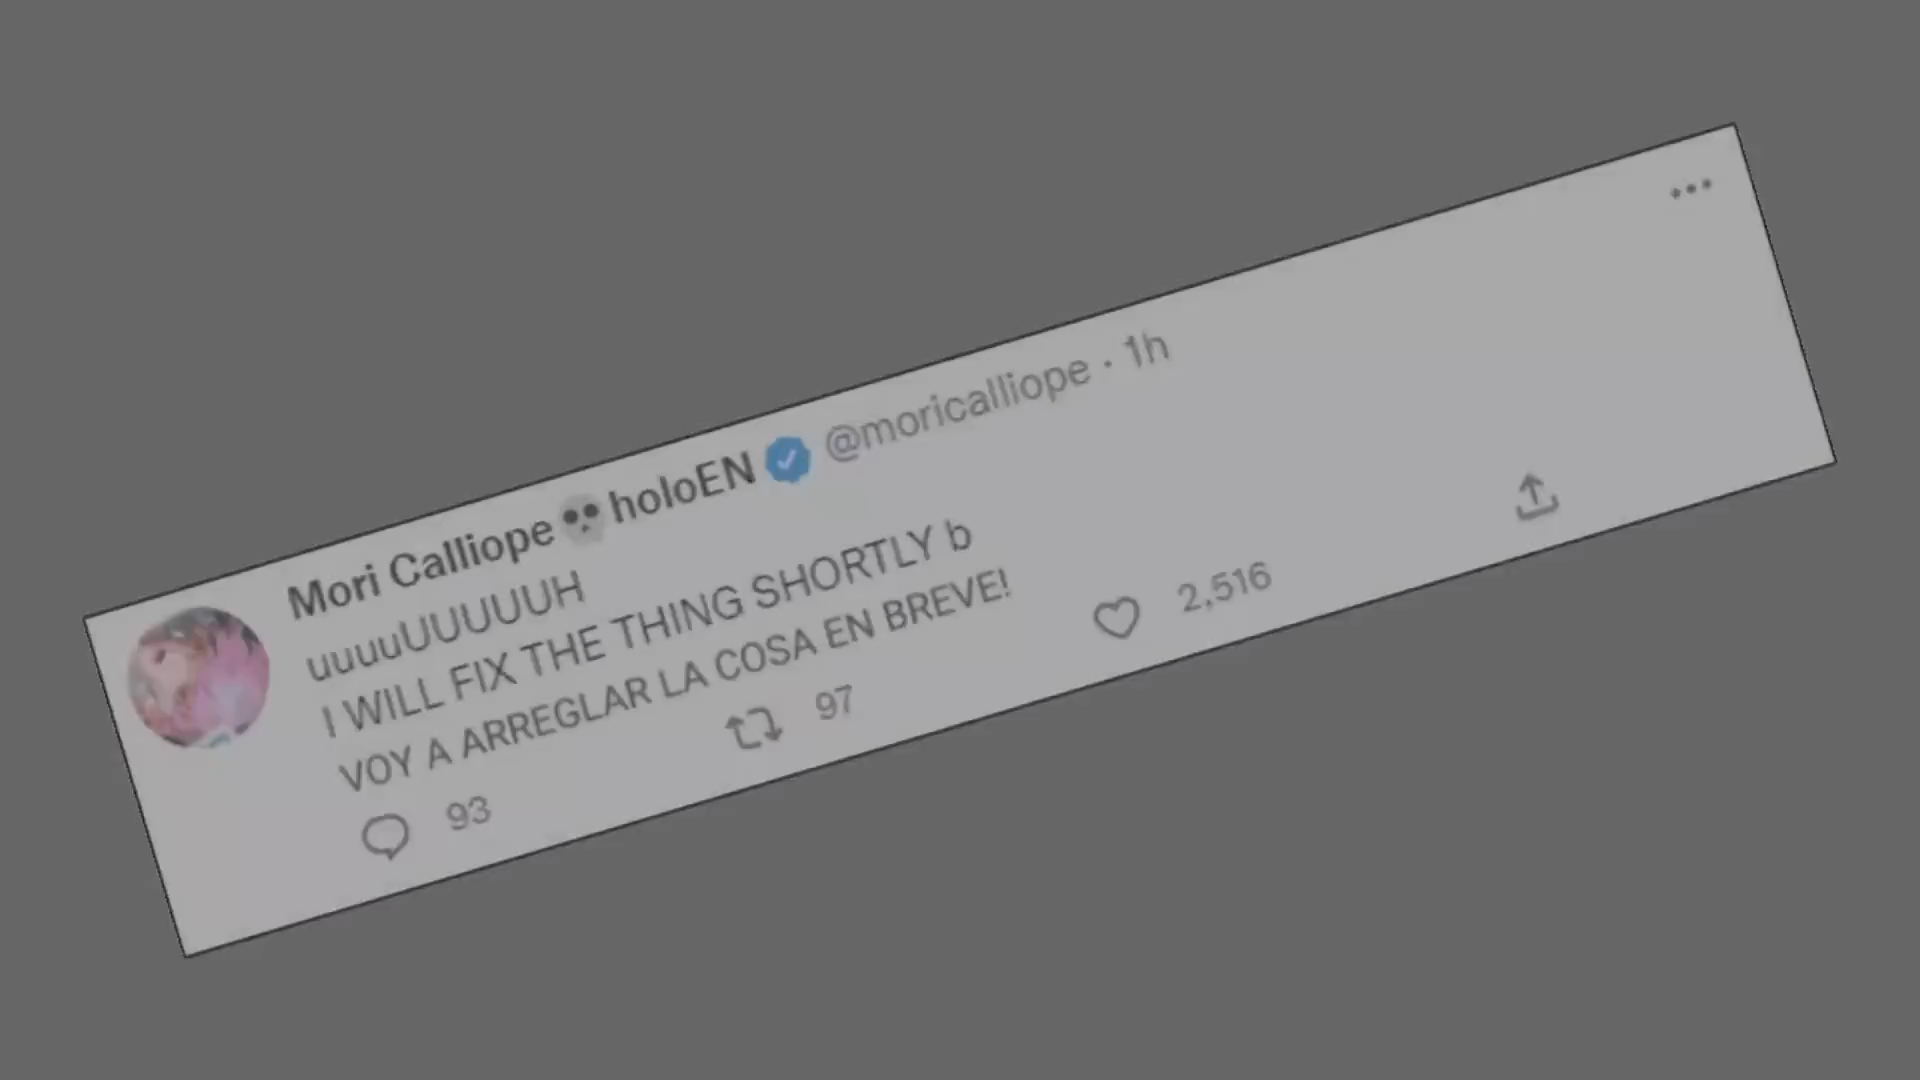 Mori Calliope💀holoEN @moricalliope · 1h
uuuuUUUUUUH
I WILL FIX THE THING SHORTLY b
VOY A ARREGLAR LA COSA EN BREVE!
93 97 2,516